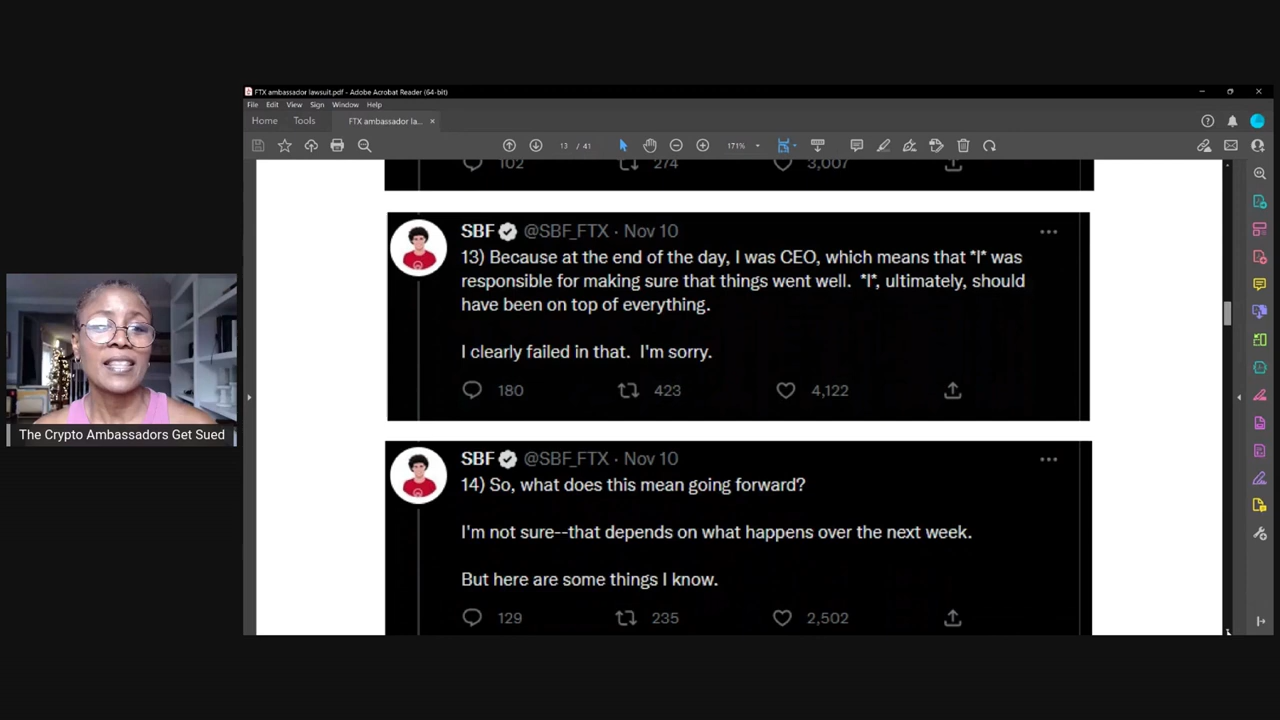 FTX ambassador lawsuit.pdf - Adobe Acrobat Reader (64-bit)
File Edit View Sign Window Help
Home Tools FTX ambassador la... ×
13 / 41 171%
102 274 3,007
SBF @SBF_FTX · Nov 10
13) Because at the end of the day, I was CEO, which means that *I* was
responsible for making sure that things went well.  *I*, ultimately, should
have been on top of everything.
I clearly failed in that.  I'm sorry.
180 423 4,122
SBF @SBF_FTX · Nov 10
14) So, what does this mean going forward?
I'm not sure--that depends on what happens over the next week.
But here are some things I know.
129 235 2,502
The Crypto Ambassadors Get Sued